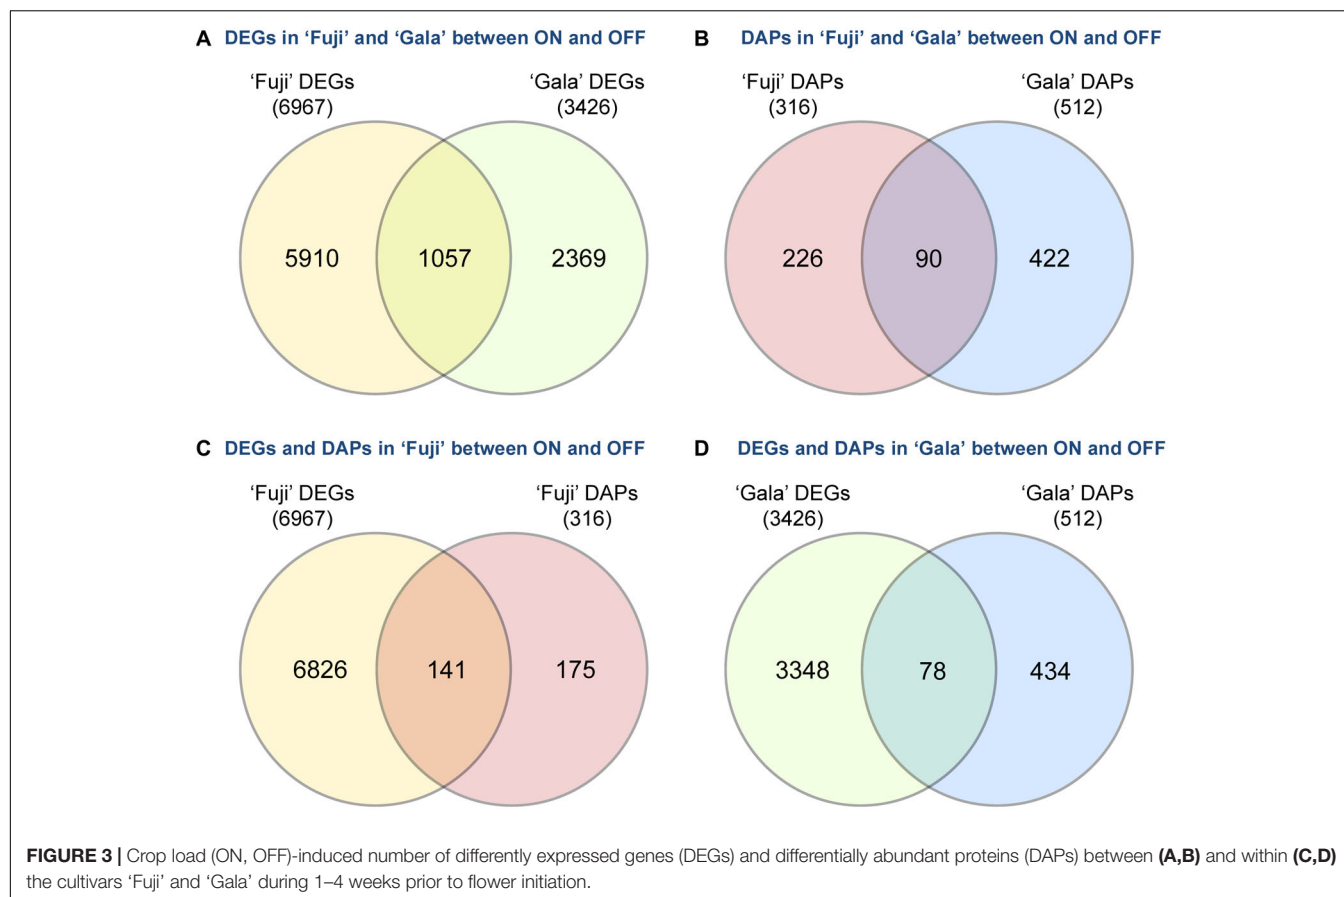 A DEGs in ‘Fuji’ and ‘Gala’ between ON and OFF
‘Fuji’ DEGs
(6967)
‘Gala’ DEGs
(3426)
5910
1057
2369
B DAPs in ‘Fuji’ and ‘Gala’ between ON and OFF
‘Fuji’ DAPs
(316)
‘Gala’ DAPs
(512)
226
90
422
C DEGs and DAPs in ‘Fuji’ between ON and OFF
‘Fuji’ DEGs
(6967)
‘Fuji’ DAPs
(316)
6826
141
175
D DEGs and DAPs in ‘Gala’ between ON and OFF
‘Gala’ DEGs
(3426)
‘Gala’ DAPs
(512)
3348
78
434
FIGURE 3 | Crop load (ON, OFF)-induced number of differently expressed genes (DEGs) and differentially abundant proteins (DAPs) between (A,B) and within (C,D)
the cultivars ‘Fuji’ and ‘Gala’ during 1–4 weeks prior to flower initiation.